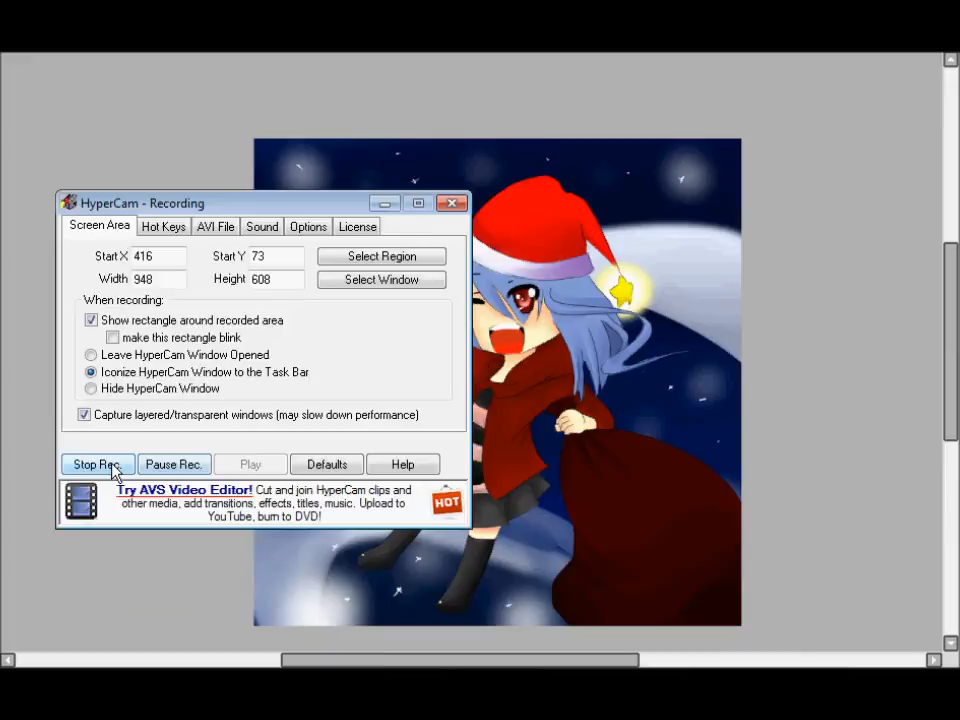 HyperCam - Recording
Screen Area Hot Keys AVI File Sound Options License
Start X 416 Start Y 73 Select Region
Width 948 Height 608 Select Window
When recording:
Show rectangle around recorded area
make this rectangle blink
Leave HyperCam Window Opened
Iconize HyperCam Window to the Task Bar
Hide HyperCam Window
Capture layered/transparent windows (may slow down performance)
Stop Rec. Pause Rec. Play Defaults Help
Try AVS Video Editor! Cut and join HyperCam clips and
other media, add transitions, effects, titles, music. Upload to
YouTube, burn to DVD!
HOT